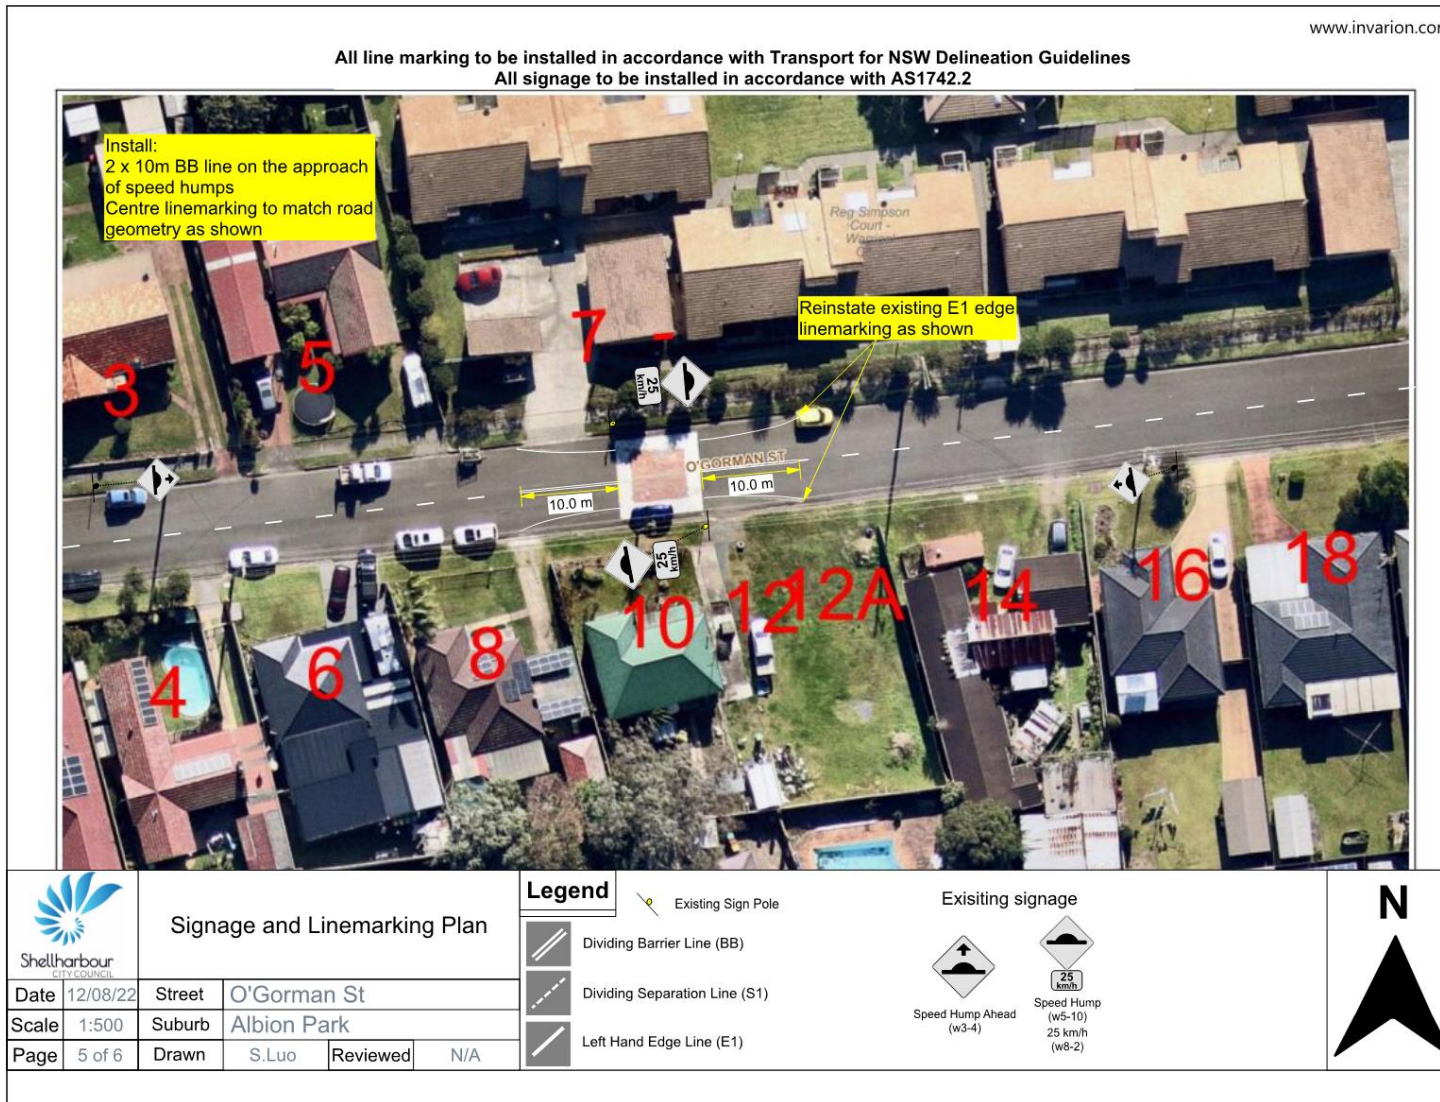 www.invarion.con
All line marking to be installed in accordance with Transport for NSW Delineation Guidelines
All signage to be installed in accordance with AS1742.2
Install:
2 x 10m BB line on the approach
of speed humps
Centre linemarking to match road
geometry as shown
Reg Simpson
Court -
Reinstate existing E1 edge
linemarking as shown
7
5
3
25
km/h
O'GORMAN ST
10.0 m
10.0 m
25
km/h
4
6
8
10
12
12A
14
16
18
Shellharbour
CITY COUNCIL
Signage and Linemarking Plan
Date 12/08/22 Street O'Gorman St
Scale 1:500 Suburb Albion Park
Page 5 of 6 Drawn S.Luo Reviewed N/A
Legend
Existing Sign Pole
Dividing Barrier Line (BB)
Dividing Separation Line (S1)
Left Hand Edge Line (E1)
Exisiting signage
Speed Hump Ahead
(w3-4)
25
km/h
Speed Hump
(w5-10)
25 km/h
(w8-2)
N